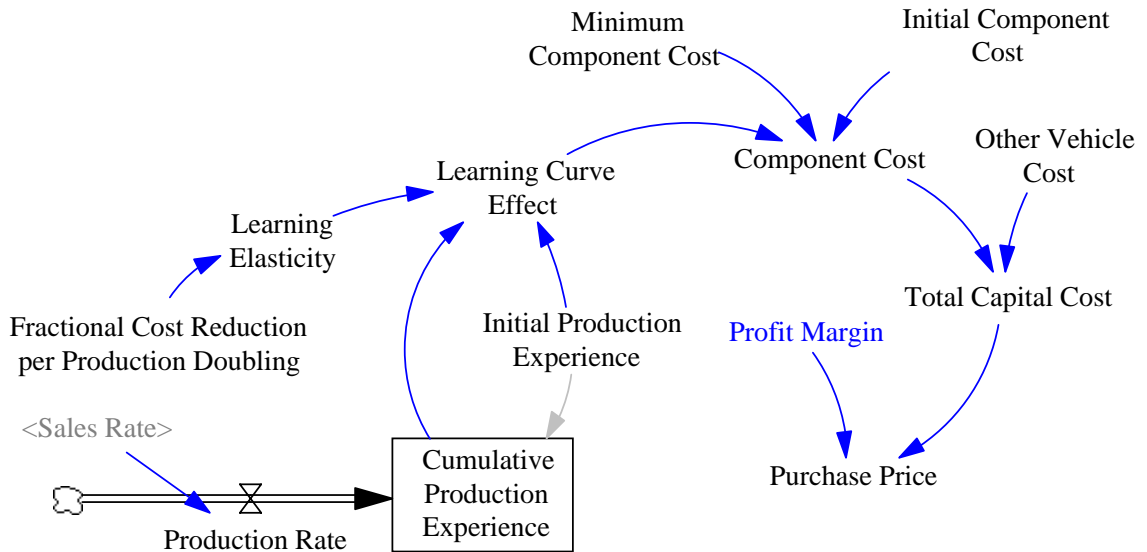 Minimum
Component Cost
Initial Component
Cost
Component Cost
Other Vehicle
Cost
Learning Curve
Effect
Learning
Elasticity
Total Capital Cost
Fractional Cost Reduction
per Production Doubling
Initial Production
Experience
Profit Margin
<Sales Rate>
Cumulative
Production
Experience
Purchase Price
Production Rate